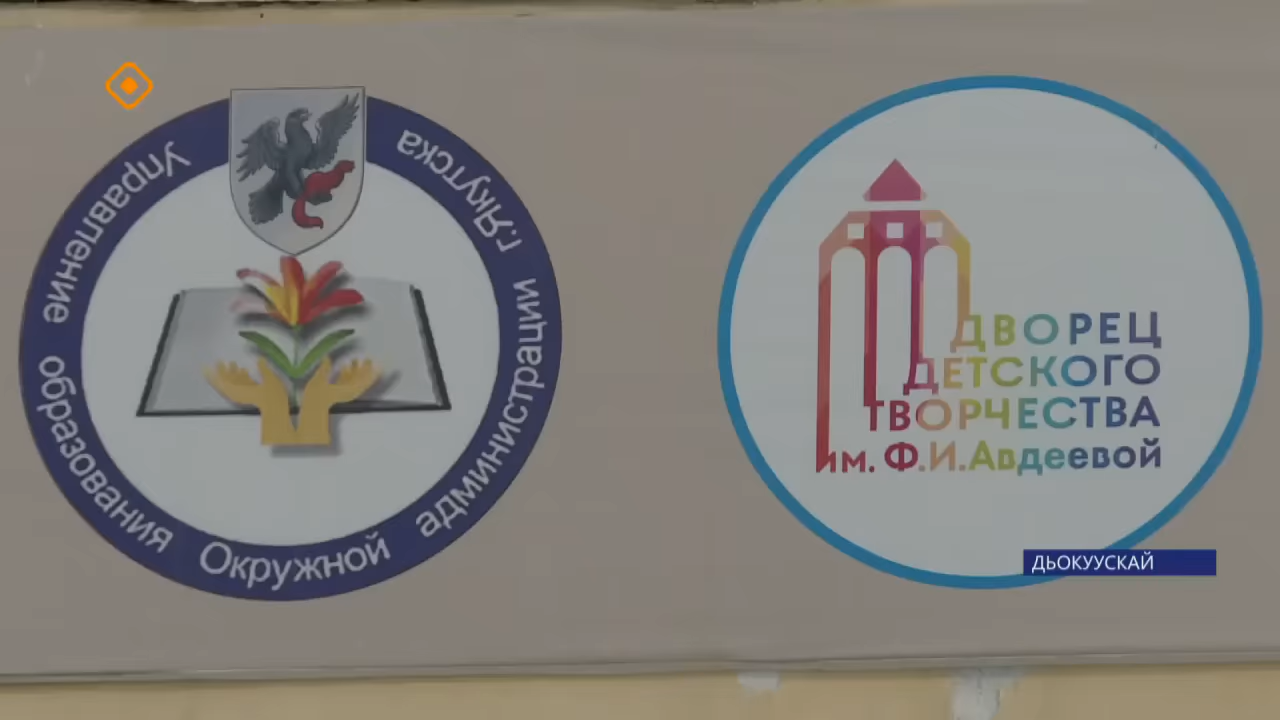 Управление образования Окружной администрации г.Якутска
ДВОРЕЦ
ДЕТСКОГО
ТВОРЧЕСТВА
им. Ф.И.Авдеевой
ДЬОКУУСКАЙ